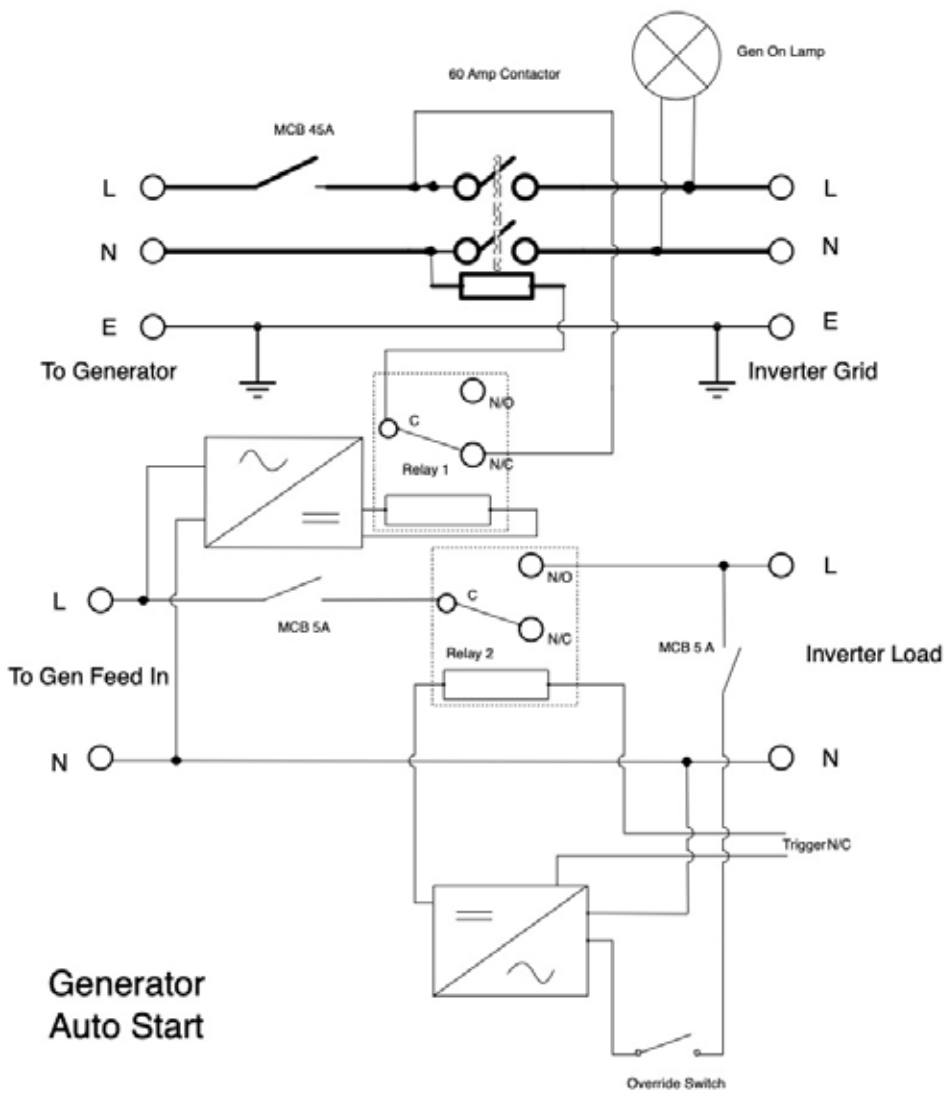 Gen On Lamp
60 Amp Contactor
MCB 45A
L
L
N
N
E
E
To Generator
Inverter Grid
N/O
C
N/C
Relay 1
N/O
L
L
C
MCB 5A
N/C
MCB 5 A
Relay 2
Inverter Load
To Gen Feed In
N
N
TriggerN/C
Generator
Auto Start
Override Switch